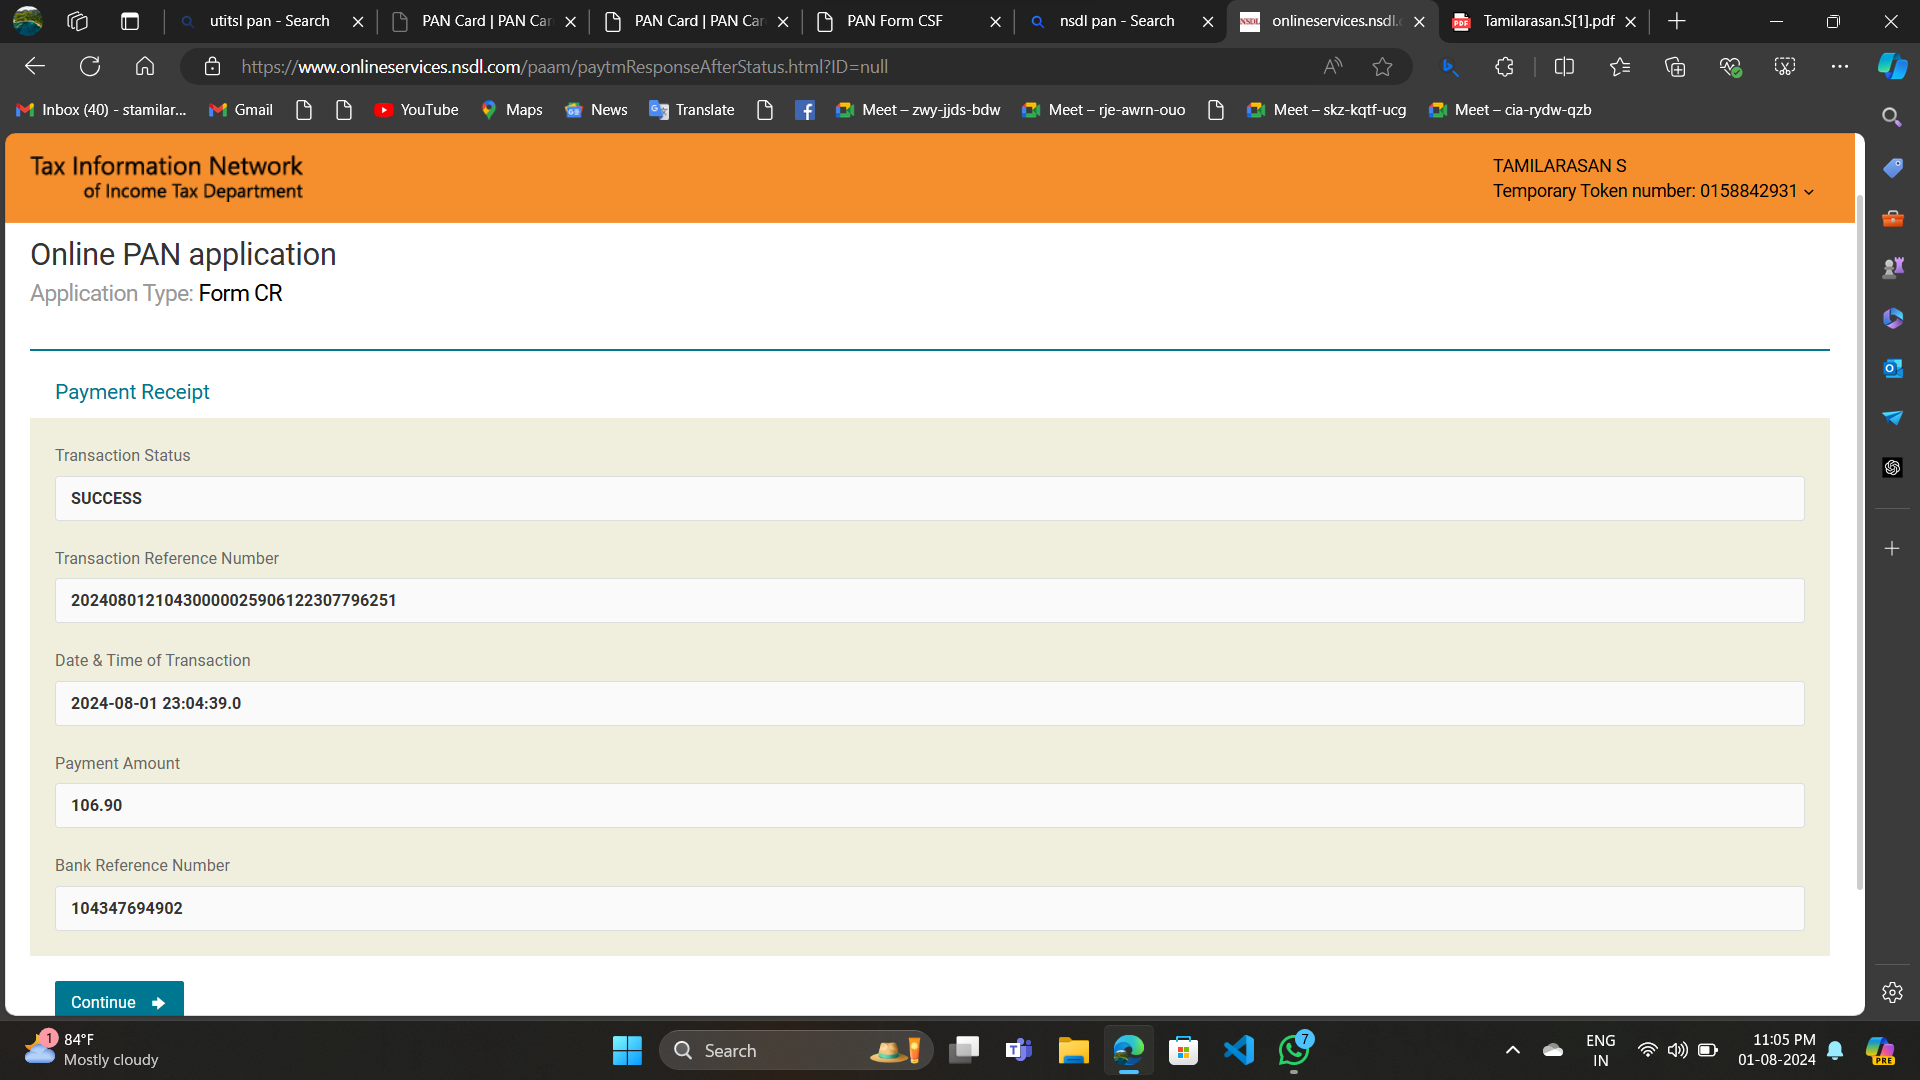 utitsl pan - Search
PAN Card | PAN Car
PAN Card | PAN Car
PAN Form CSF
nsdl pan - Search
NSDL
onlineservices.nsdl.c
PDF
Tamilarasan.S[1].pdf
https://www.onlineservices.nsdl.com/paam/paytmResponseAfterStatus.html?ID=null
Inbox (40) - stamilar...
Gmail
YouTube
Maps
News
Translate
Meet – zwy-jjds-bdw
Meet – rje-awrn-ouo
Meet – skz-kqtf-ucg
Meet – cia-rydw-qzb
Tax Information Network
of Income Tax Department
TAMILARASAN S
Temporary Token number: 0158842931
Online PAN application
Application Type: Form CR
Payment Receipt
Transaction Status
SUCCESS
Transaction Reference Number
20240801210430000025906122307796251
Date & Time of Transaction
2024-08-01 23:04:39.0
Payment Amount
106.90
Bank Reference Number
104347694902
Continue
1
84°F
Mostly cloudy
Search
7
ENG
IN
11:05 PM
01-08-2024
PRE